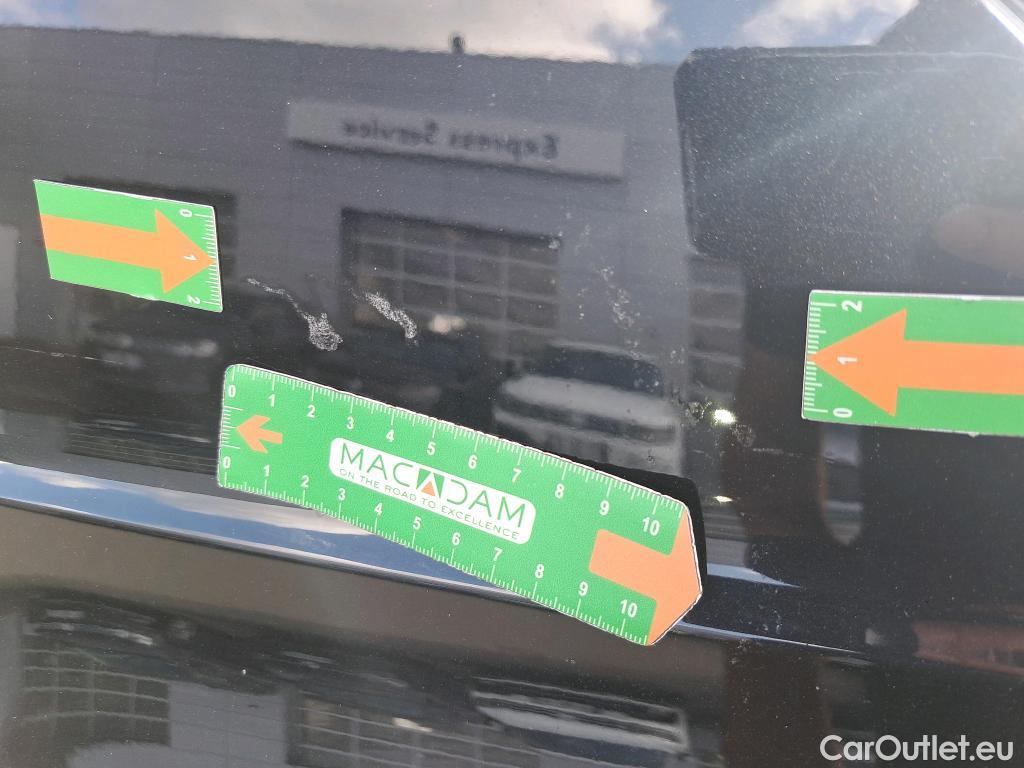 Express Service
0
1
2
2
1
0
0 1 2 3 4 5 6 7 8 9 10
MACADAM
ON THE ROAD TO EXCELLENCE
0 1 2 3 4 5 6 7 8 9 10
CarOutlet.eu